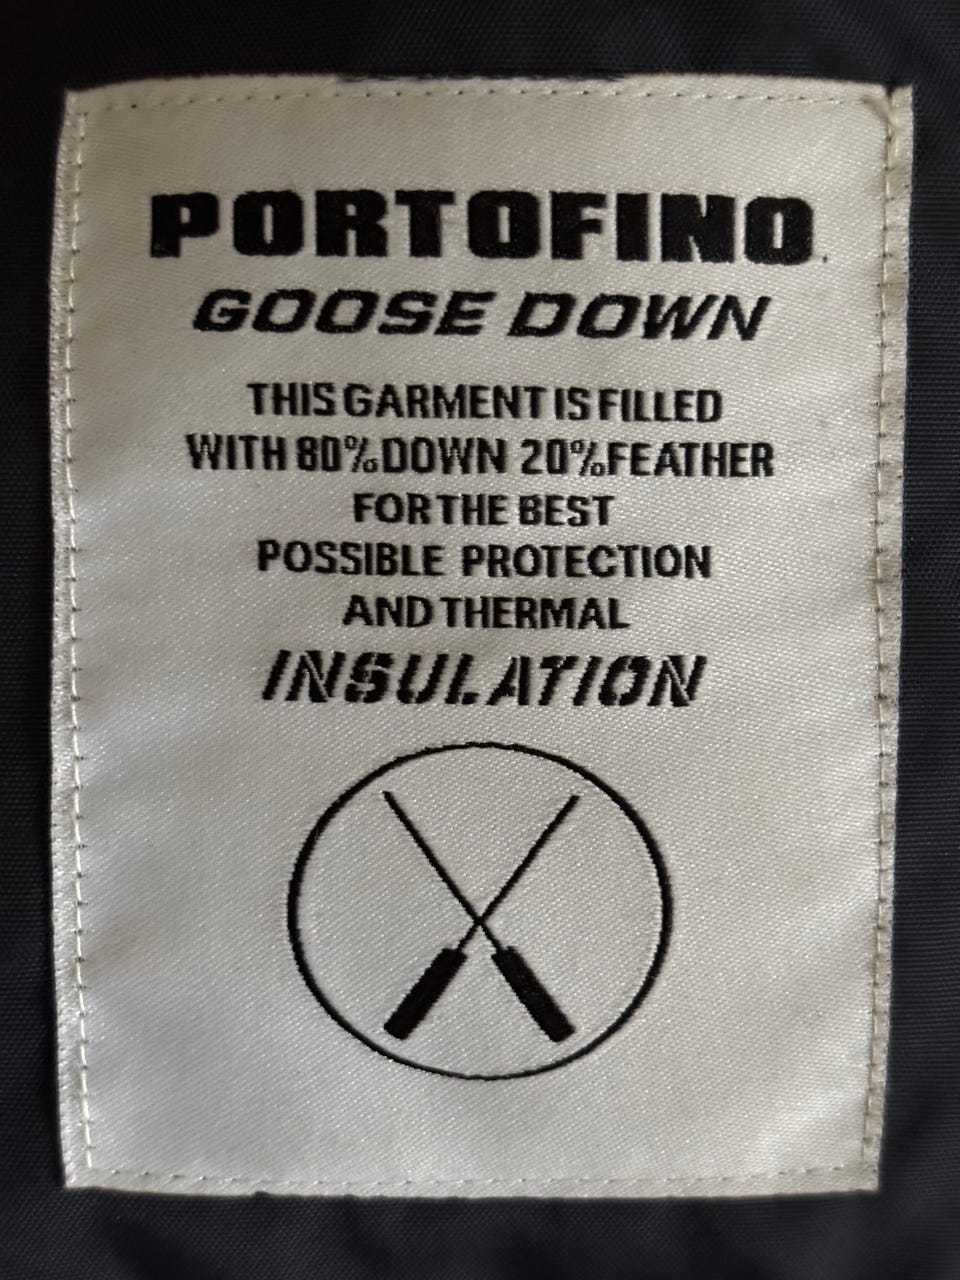 PORTOFINO
GOOSE DOWN
THIS GARMENT IS FILLED
WITH 80% DOWN 20% FEATHER
FOR THE BEST
POSSIBLE PROTECTION
AND THERMAL
INSULATION